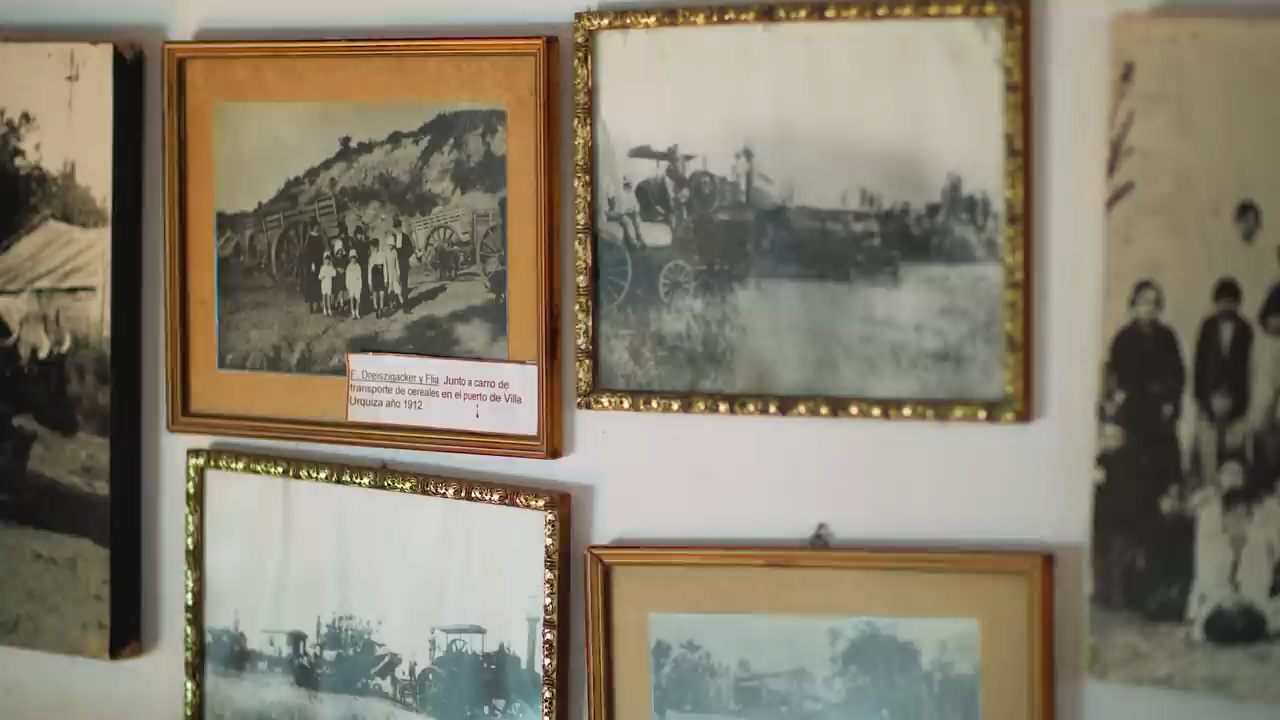 F. Dreiszigacker y Flia. Junto a carro de
transporte de cereales en el puerto de Villa
Urquiza año 1912